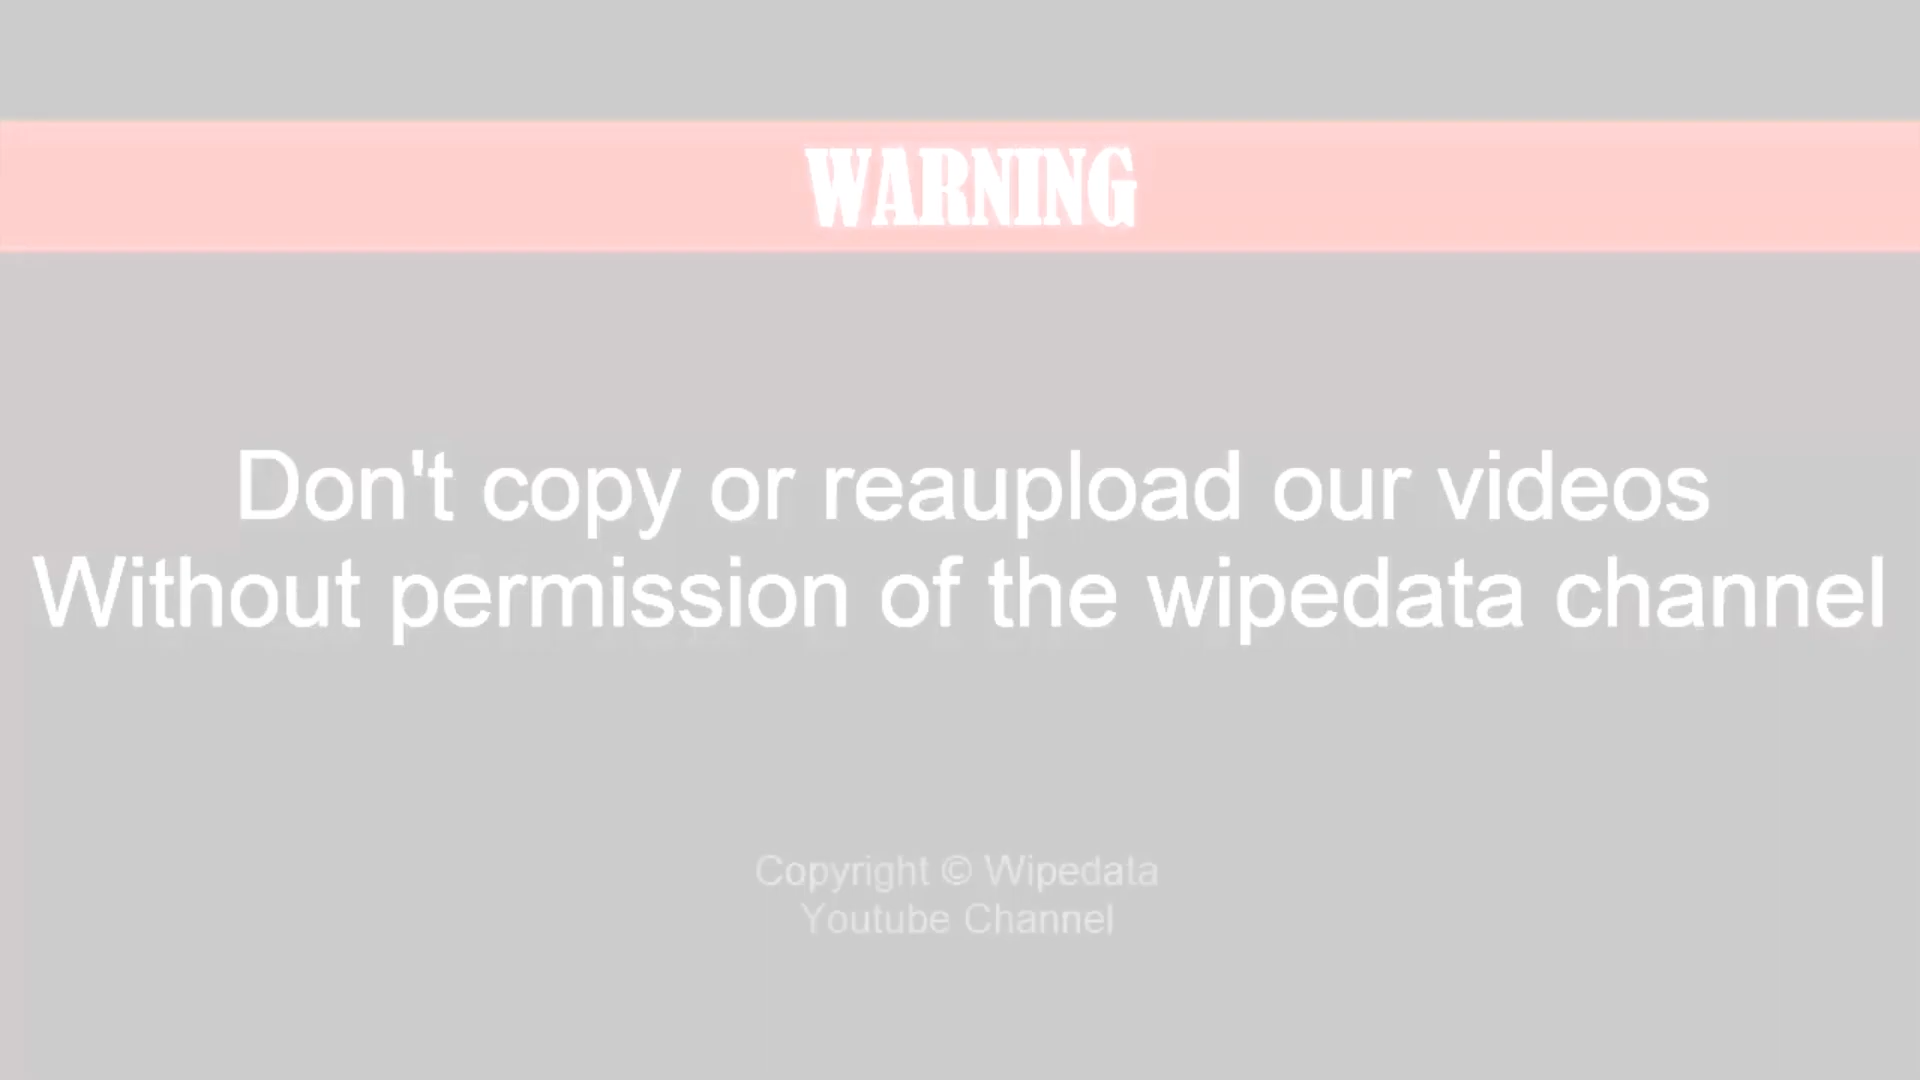 WARNING
Don't copy or reaupload our videos
Without permission of the wipedata channel
Copyright © Wipedata
Youtube Channel